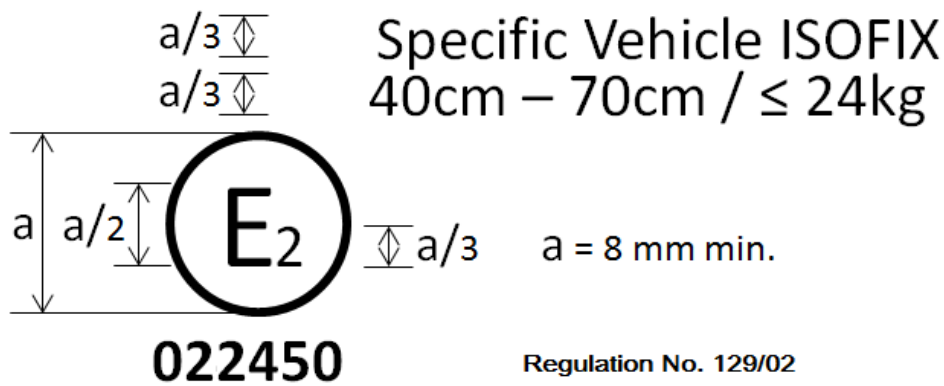 a/3
Specific Vehicle ISOFIX
a/3
40cm – 70cm / ≤ 24kg
a
a/2
E2
a/3
a = 8 mm min.
022450
Regulation No. 129/02